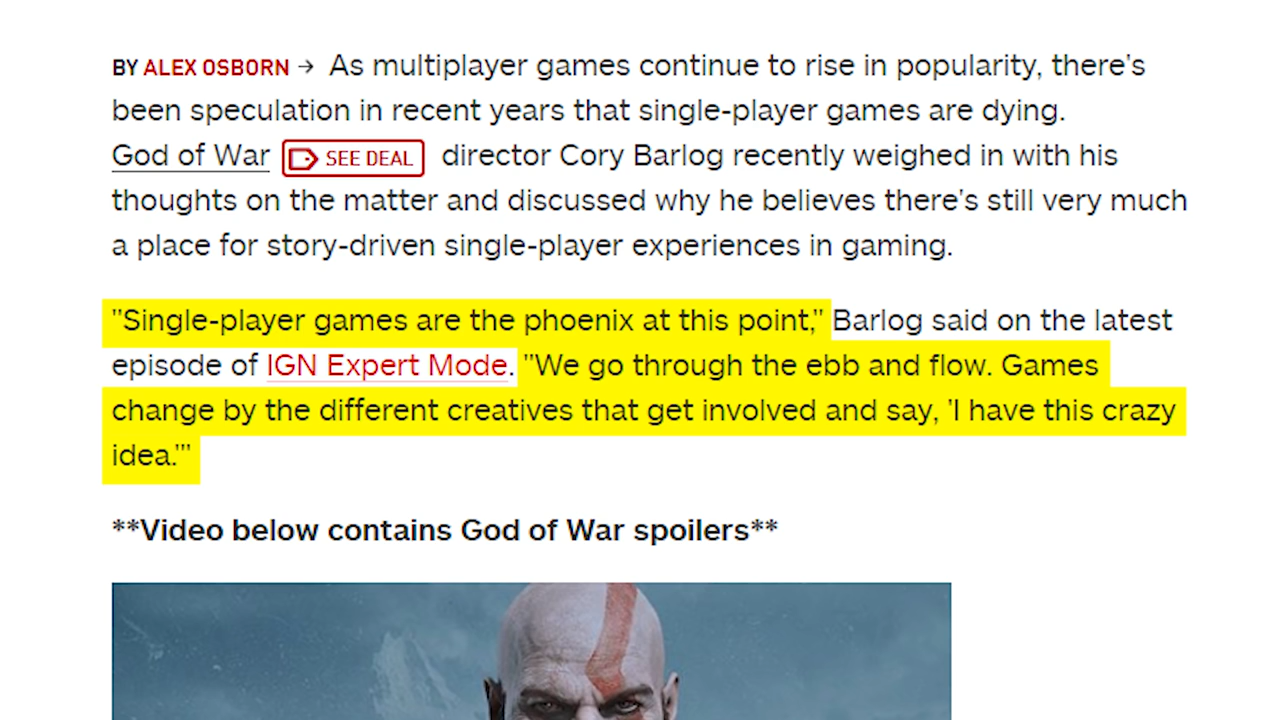 BY ALEX OSBORN → As multiplayer games continue to rise in popularity, there's
been speculation in recent years that single-player games are dying.
God of War SEE DEAL director Cory Barlog recently weighed in with his
thoughts on the matter and discussed why he believes there's still very much
a place for story-driven single-player experiences in gaming.
"Single-player games are the phoenix at this point," Barlog said on the latest
episode of IGN Expert Mode. "We go through the ebb and flow. Games
change by the different creatives that get involved and say, 'I have this crazy
idea.'"
**Video below contains God of War spoilers**